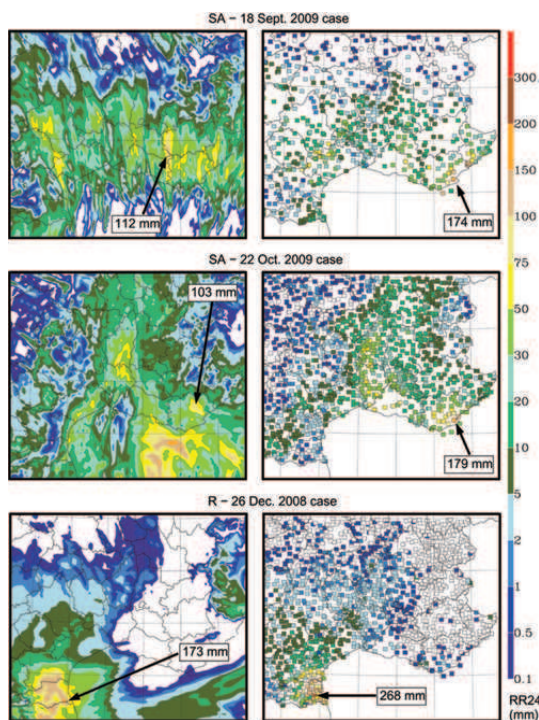 SA – 18 Sept. 2009 case
112 mm
174 mm
SA – 22 Oct. 2009 case
103 mm
179 mm
R – 26 Dec. 2008 case
173 mm
268 mm
300.
200
150
100
75
50
30
20
10
5
2
1
0.5
0.1
RR24
(mm)